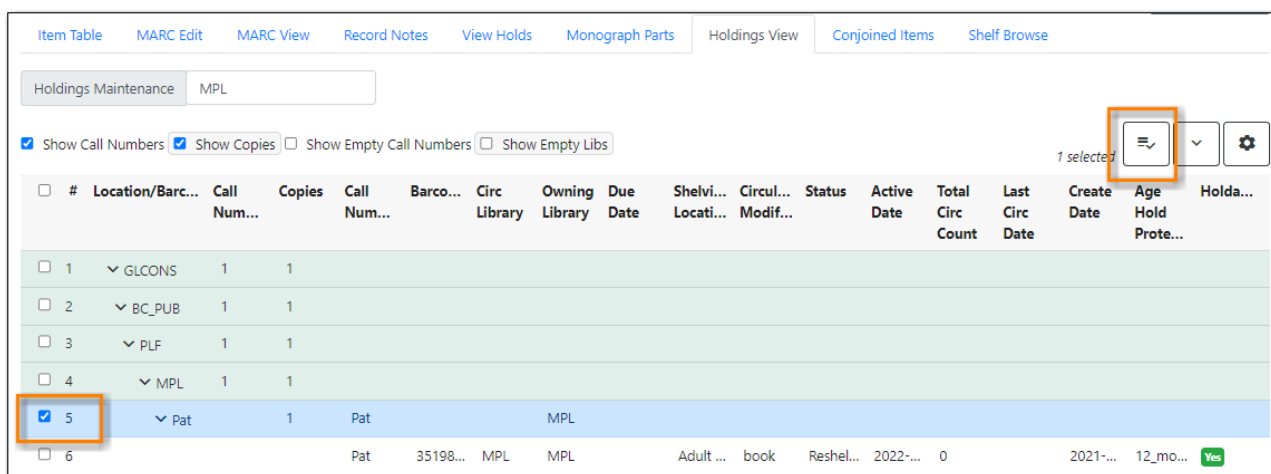 Item Table MARC Edit MARC View Record Notes View Holds Monograph Parts Holdings View Conjoined Items Shelf Browse
Holdings Maintenance MPL
Show Call Numbers Show Copies Show Empty Call Numbers Show Empty Libs
1 selected
# Location/Barc... Call Num... Copies Call Num... Barco... Circ Library Owning Library Due Date Shelvi... Locati... Circul... Modif... Status Active Date Total Circ Count Last Circ Date Create Date Age Hold Prote... Holda...
1 GLCONS 1 1
2 BC_PUB 1 1
3 PLF 1 1
4 MPL 1 1
5 Pat 1 Pat MPL
6 Pat 35198... MPL MPL Adult ... book Reshel... 2022-... 0 2021-... 12_mo... Yes